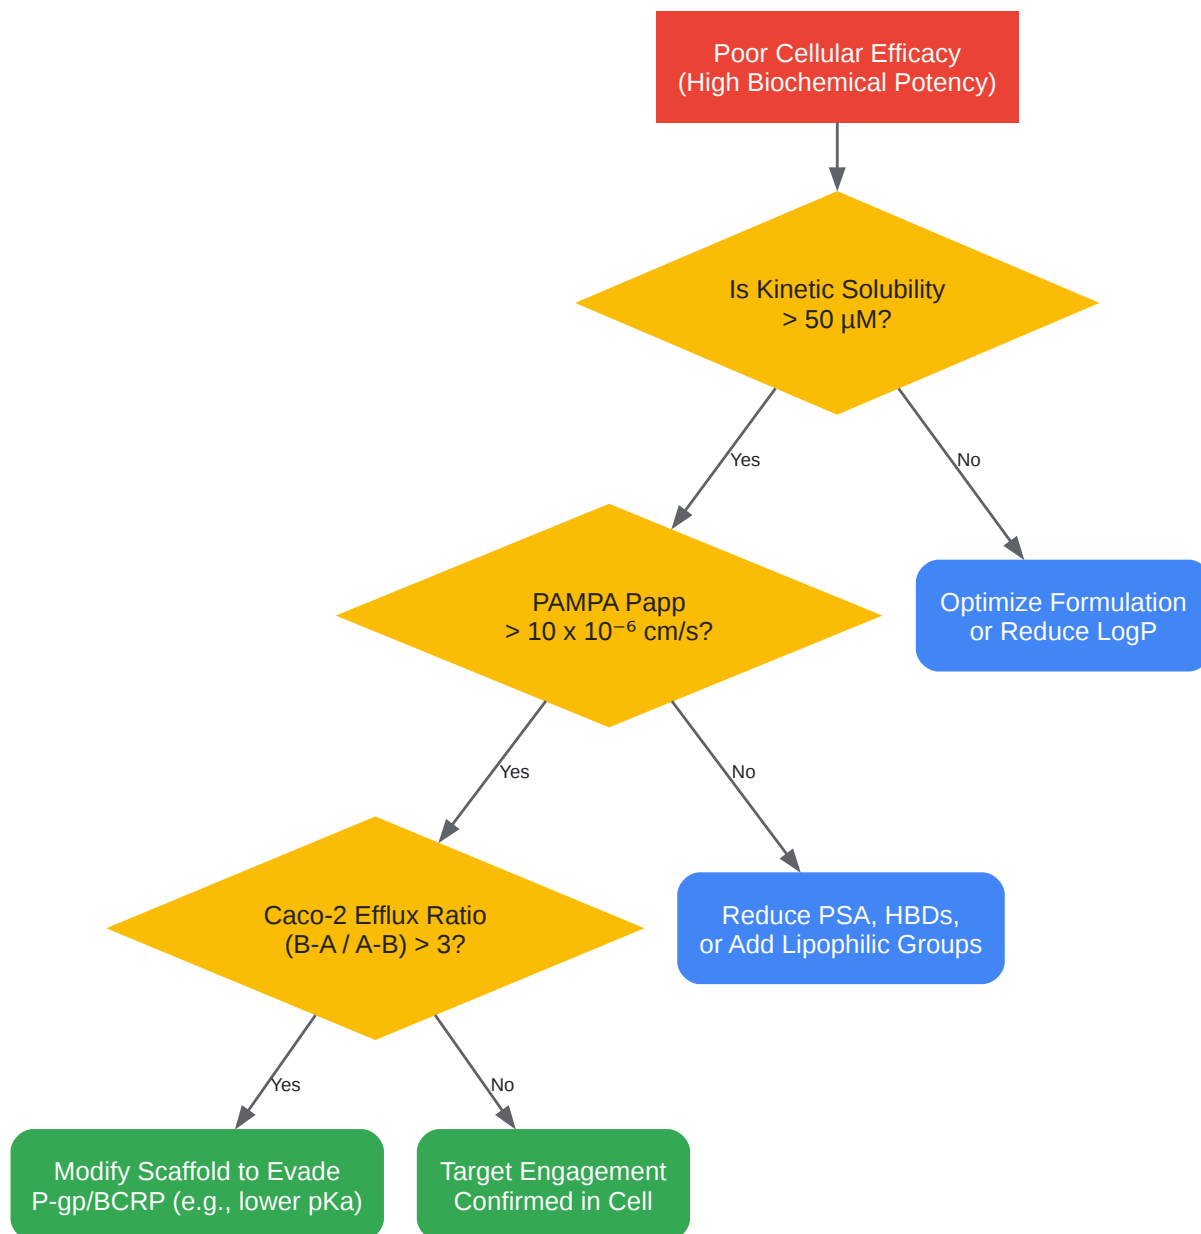 Poor Cellular Efficacy
(High Biochemical Potency)
Is Kinetic Solubility
> 50 µM?
Yes
No
PAMPA Papp
> 10 x 10⁻⁶ cm/s?
Optimize Formulation
or Reduce LogP
Yes
No
Caco-2 Efflux Ratio
(B-A / A-B) > 3?
Reduce PSA, HBDs,
or Add Lipophilic Groups
Yes
No
Modify Scaffold to Evade
P-gp/BCRP (e.g., lower pKa)
Target Engagement
Confirmed in Cell